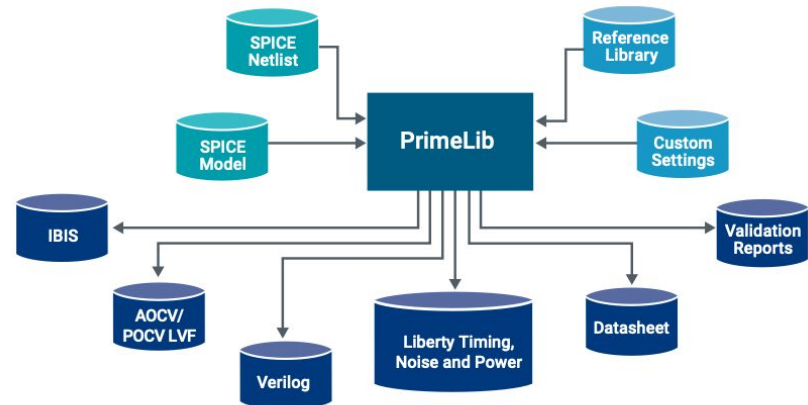 SPICE
Netlist
Reference
Library
PrimeLib
SPICE
Model
Custom
Settings
IBIS
Validation
Reports
AOCV/
POCV LVF
Liberty Timing,
Noise and Power
Datasheet
Verilog